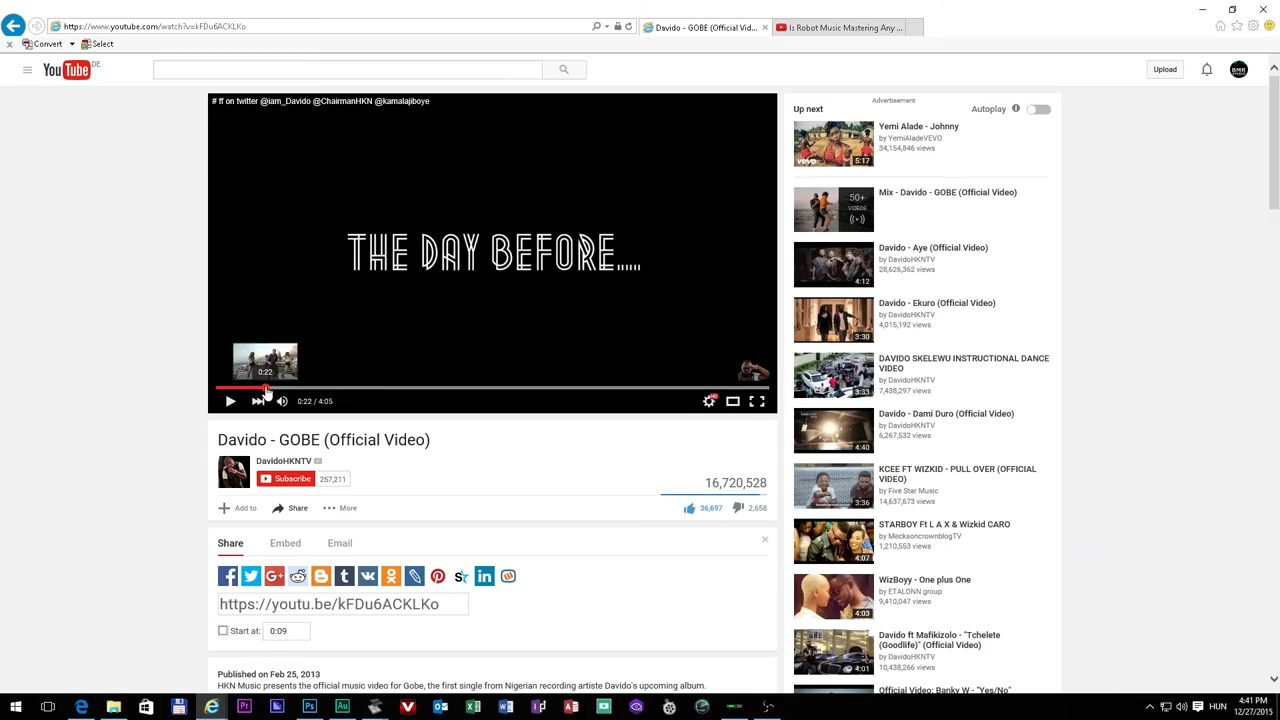 https://www.youtube.com/watch?v=kFDu6ACKLKo
Davido - GOBE (Official Vid...
Is Robot Music Mastering Any ...
Convert
Select
YouTube DE
Upload
BMR
# ff on twitter @iam_Davido @ChairmanHKN @kamalajiboye
THE DAY BEFORE.....
0:22
0:22 / 4:05
HD
Davido - GOBE (Official Video)
DavidoHKNTV
Subscribe
257,211
16,720,528
Add to
Share
More
36,697
2,658
Share
Embed
Email
https://youtu.be/kFDu6ACKLKo
Start at:
0:09
Published on Feb 25, 2013
HKN Music presents the official music video for Gobe, the first single from Nigerian recording artiste Davido's upcoming album.
Advertisement
Up next
Autoplay
Yemi Alade - Johnny
by YemiAladeVEVO
34,154,846 views
vevo
5:17
Mix - Davido - GOBE (Official Video)
50+
VIDEOS
Davido - Aye (Official Video)
by DavidoHKNTV
28,626,362 views
4:12
Davido - Ekuro (Official Video)
by DavidoHKNTV
4,015,192 views
3:30
DAVIDO SKELEWU INSTRUCTIONAL DANCE
VIDEO
by DavidoHKNTV
7,438,297 views
3:33
Davido - Dami Duro (Official Video)
by DavidoHKNTV
6,267,532 views
4:40
KCEE FT WIZKID - PULL OVER (OFFICIAL
VIDEO)
by Five Star Music
14,637,673 views
3:36
STARBOY Ft L A X & Wizkid CARO
by MecksoncrownblogTV
1,210,553 views
4:07
WizBoyy - One plus One
by ETALONN group
9,410,047 views
4:03
Davido ft Mafikizolo - "Tchelete
(Goodlife)" (Official Video)
by DavidoHKNTV
10,438,266 views
4:01
Official Video: Banky W - "Yes/No"
HUN
4:41 PM
12/27/2015